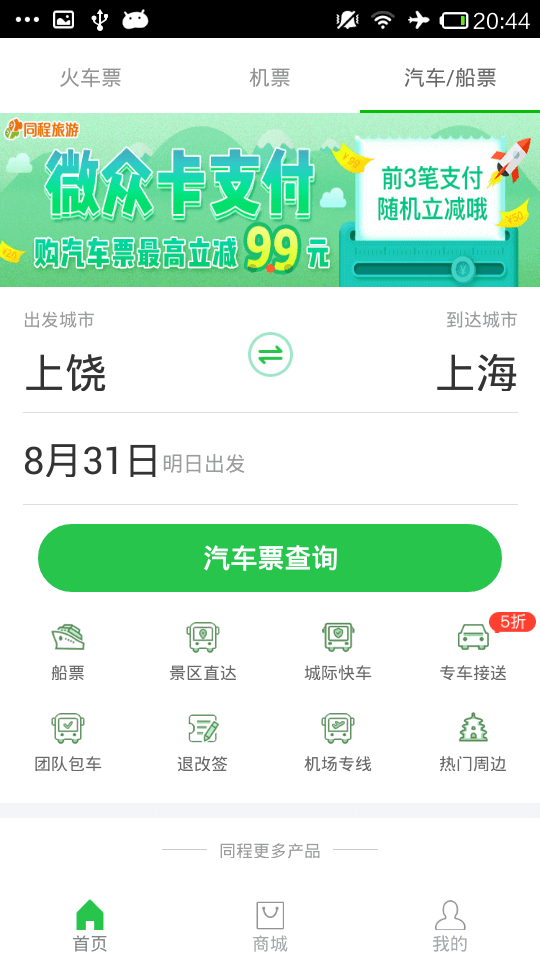 20:44
火车票
机票
汽车/船票
同程旅游
微众卡支付
购汽车票最高立减99元
前3笔支付
随机立减哦
¥99
¥50
出发城市
到达城市
上饶
上海
8月31日明日出发
汽车票查询
5折
船票
景区直达
城际快车
专车接送
团队包车
退改签
机场专线
热门周边
同程更多产品
首页
商城
我的